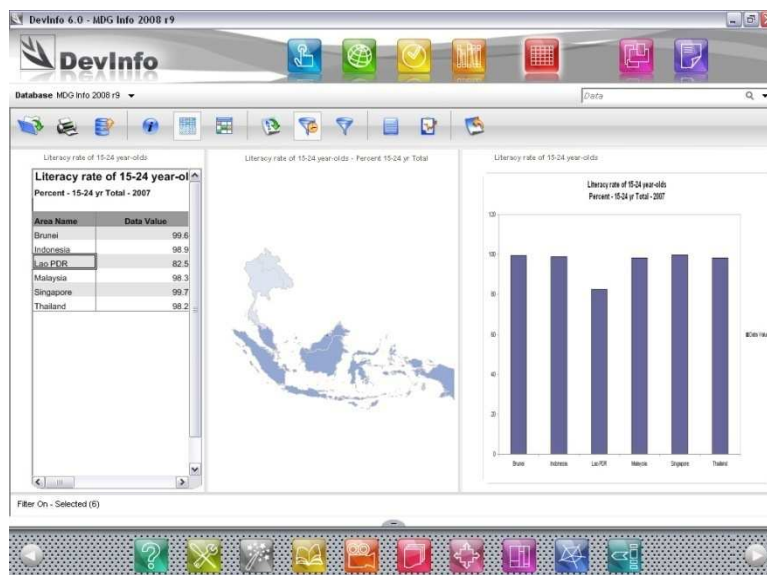 DevInfo 6.0 - MDG Info 2008 r9
DevInfo
Database MDG Info 2008 r9
Data
Literacy rate of 15-24 year-olds
Literacy rate of 15-24 year-ol
Percent - 15-24 yr Total - 2007
Area Name Data Value
Brunei 99.6
Indonesia 98.9
Lao PDR 82.5
Malaysia 98.3
Singapore 99.7
Thailand 98.2
Literacy rate of 15-24 year-olds - Percent 15-24 yr Total
Literacy rate of 15-24 year-olds
Literacy rate of 15-24 year-olds
Percent - 15-24 yr Total - 2007
120
100
80
60
40
20
0
Brunei Indonesia Lao PDR Malaysia Singapore Thailand
Data Valu
Filter On - Selected (6)